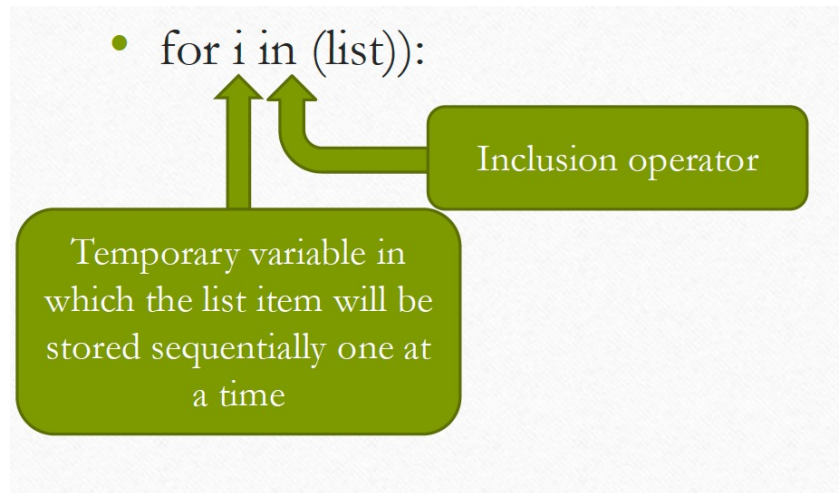 • for i in (list)):
Inclusion operator
Temporary variable in
which the list item will be
stored sequentially one at
a time